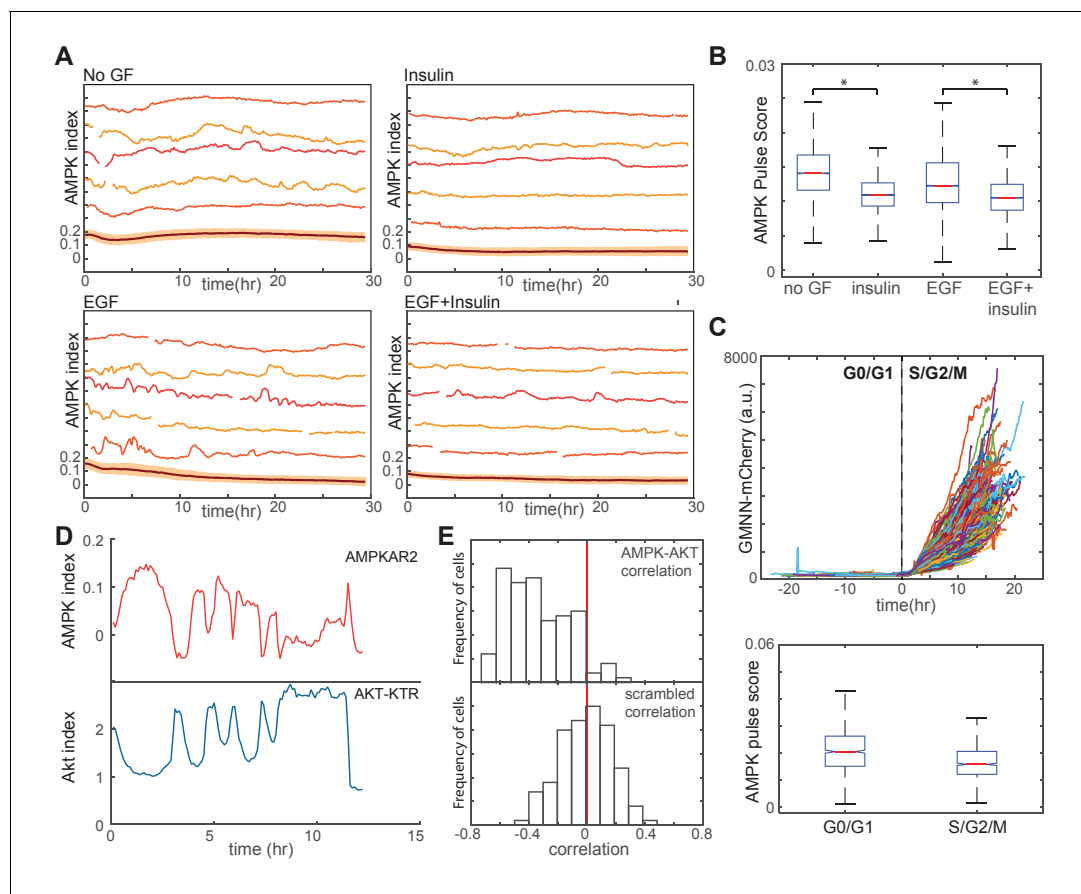 A
No GF
AMPK index
0.2
0.1
0
0
10
20
30
time(hr)
Insulin
AMPK index
0.2
0.1
0
0
10
20
30
time(hr)
EGF
AMPK index
0.2
0.1
0
0
10
20
30
time(hr)
EGF+Insulin
AMPK index
0.2
0.1
0
0
10
20
30
time(hr)
B
0.03
AMPK Pulse Score
0
*
*
no GF
insulin
EGF
EGF+
insulin
C
8000
G0/G1
S/G2/M
GMNN-mCherry (a.u.)
0
-20
-10
0
10
20
time(hr)
0.06
AMPK pulse score
0
G0/G1
S/G2/M
D
0.2
0.1
0
AMPK index
AMPKAR2
AKT-KTR
2
1
0
Akt index
0
5
10
15
time (hr)
E
Frequency of cells
AMPK-AKT
correlation
Frequency of cells
scrambled
correlation
-0.8
-0.4
0
0.4
0.8
correlation